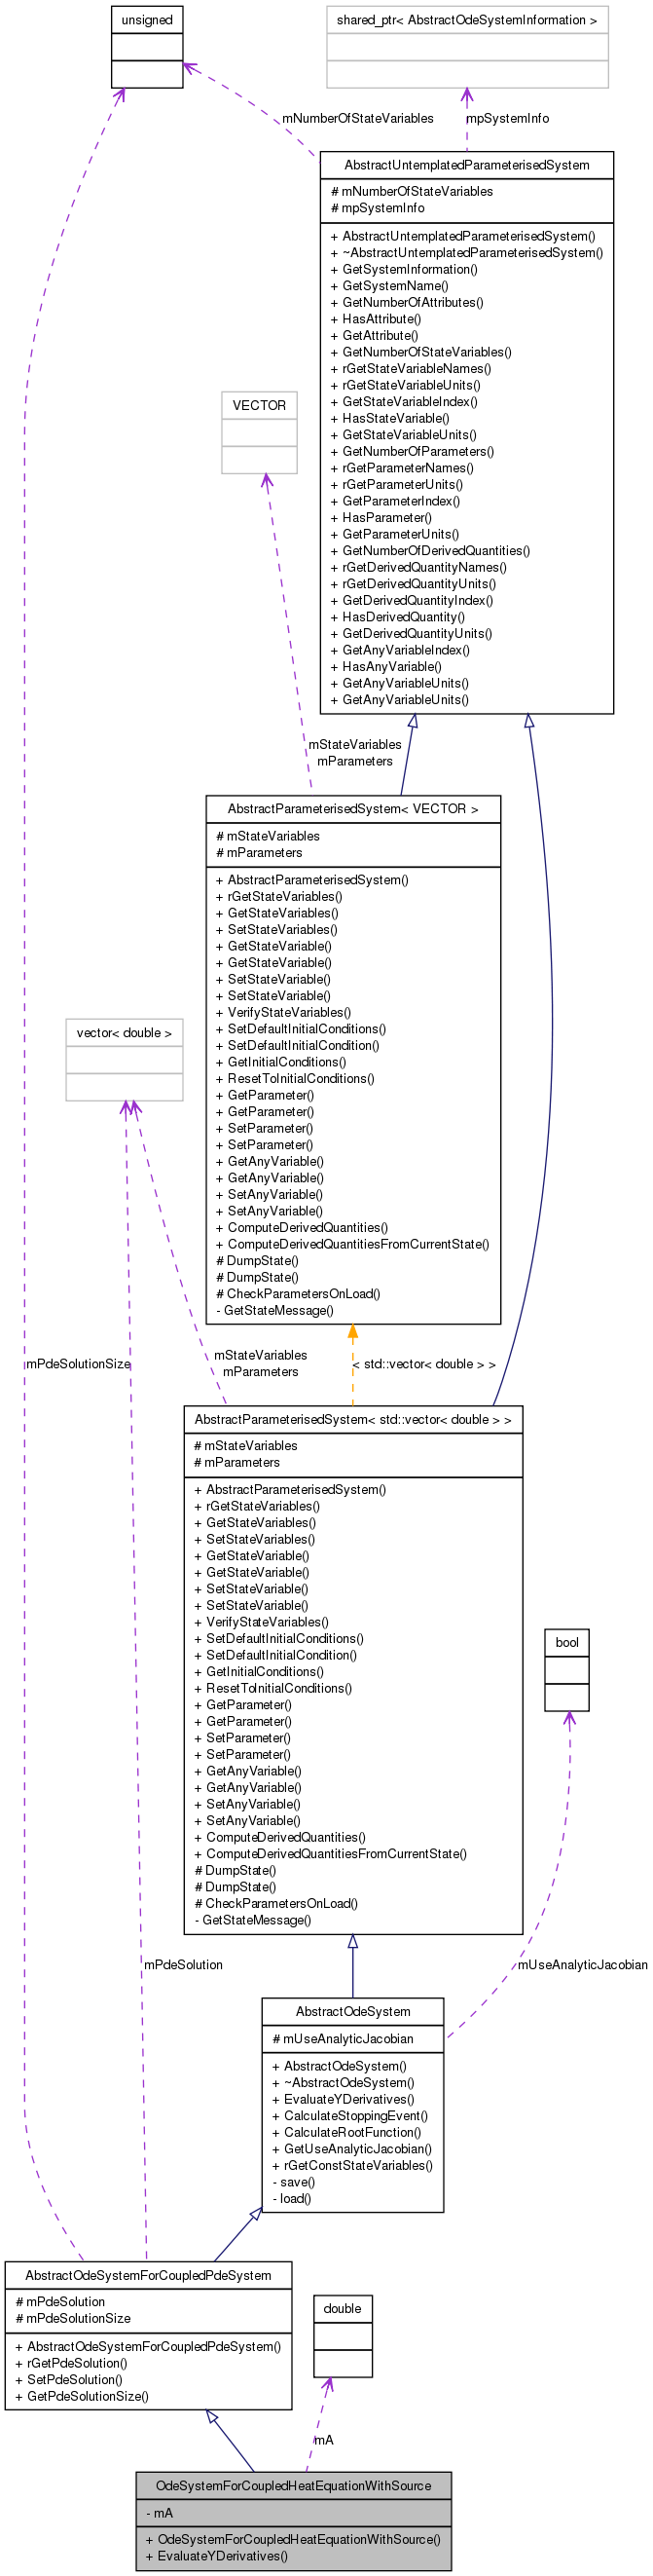 unsigned
shared_ptr< AbstractOdeSystemInformation >
mNumberOfStateVariables
mpSystemInfo
AbstractUntemplatedParameterisedSystem
# mNumberOfStateVariables
# mpSystemInfo
+ AbstractUntemplatedParameterisedSystem()
+ ~AbstractUntemplatedParameterisedSystem()
+ GetSystemInformation()
+ GetSystemName()
+ GetNumberOfAttributes()
+ HasAttribute()
+ GetAttribute()
+ GetNumberOfStateVariables()
+ rGetStateVariableNames()
+ rGetStateVariableUnits()
+ GetStateVariableIndex()
+ HasStateVariable()
+ GetStateVariableUnits()
+ GetNumberOfParameters()
+ rGetParameterNames()
+ rGetParameterUnits()
+ GetParameterIndex()
+ HasParameter()
+ GetParameterUnits()
+ GetNumberOfDerivedQuantities()
+ rGetDerivedQuantityNames()
+ rGetDerivedQuantityUnits()
+ GetDerivedQuantityIndex()
+ HasDerivedQuantity()
+ GetDerivedQuantityUnits()
+ GetAnyVariableIndex()
+ HasAnyVariable()
+ GetAnyVariableUnits()
+ GetAnyVariableUnits()
VECTOR
mStateVariables
mParameters
AbstractParameterisedSystem< VECTOR >
# mStateVariables
# mParameters
+ AbstractParameterisedSystem()
+ rGetStateVariables()
+ GetStateVariables()
+ SetStateVariables()
+ GetStateVariable()
+ GetStateVariable()
+ SetStateVariable()
+ SetStateVariable()
+ VerifyStateVariables()
+ SetDefaultInitialConditions()
+ SetDefaultInitialCondition()
+ GetInitialConditions()
+ ResetToInitialConditions()
+ GetParameter()
+ GetParameter()
+ SetParameter()
+ SetParameter()
+ GetAnyVariable()
+ GetAnyVariable()
+ SetAnyVariable()
+ SetAnyVariable()
+ ComputeDerivedQuantities()
+ ComputeDerivedQuantitiesFromCurrentState()
# DumpState()
# DumpState()
# CheckParametersOnLoad()
- GetStateMessage()
vector< double >
mPdeSolutionSize
mStateVariables
mParameters
< std::vector< double > >
AbstractParameterisedSystem< std::vector< double > >
# mStateVariables
# mParameters
+ AbstractParameterisedSystem()
+ rGetStateVariables()
+ GetStateVariables()
+ SetStateVariables()
+ GetStateVariable()
+ GetStateVariable()
+ SetStateVariable()
+ SetStateVariable()
+ VerifyStateVariables()
+ SetDefaultInitialConditions()
+ SetDefaultInitialCondition()
+ GetInitialConditions()
+ ResetToInitialConditions()
+ GetParameter()
+ GetParameter()
+ SetParameter()
+ SetParameter()
+ GetAnyVariable()
+ GetAnyVariable()
+ SetAnyVariable()
+ SetAnyVariable()
+ ComputeDerivedQuantities()
+ ComputeDerivedQuantitiesFromCurrentState()
# DumpState()
# DumpState()
# CheckParametersOnLoad()
- GetStateMessage()
bool
mPdeSolution
mUseAnalyticJacobian
AbstractOdeSystem
# mUseAnalyticJacobian
+ AbstractOdeSystem()
+ ~AbstractOdeSystem()
+ EvaluateYDerivatives()
+ CalculateStoppingEvent()
+ CalculateRootFunction()
+ GetUseAnalyticJacobian()
+ rGetConstStateVariables()
- save()
- load()
AbstractOdeSystemForCoupledPdeSystem
# mPdeSolution
# mPdeSolutionSize
+ AbstractOdeSystemForCoupledPdeSystem()
+ rGetPdeSolution()
+ SetPdeSolution()
+ GetPdeSolutionSize()
double
mA
OdeSystemForCoupledHeatEquationWithSource
- mA
+ OdeSystemForCoupledHeatEquationWithSource()
+ EvaluateYDerivatives()